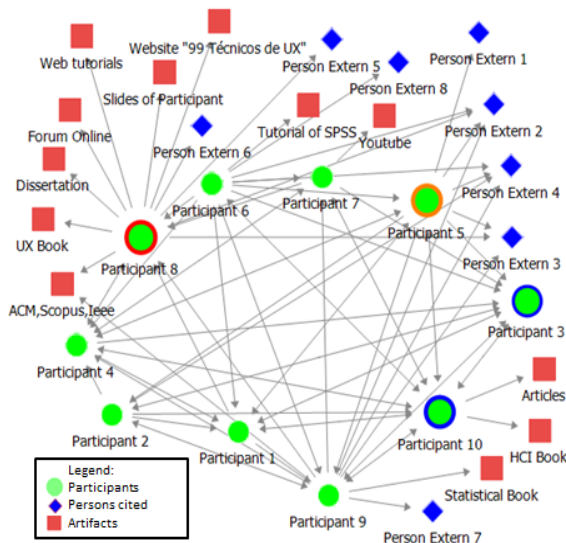 Website "99 Técnicos de UX"
Person Extern 5
Person Extern 1
Web tutorials
Slides of Participant
Person Extern 8
Forum Online
Tutorial of SPSS
Youtube
Person Extern 2
Person Extern 6
Dissertation
Participant 6
Participant 7
Person Extern 4
UX Book
Participant 5
Participant 8
Person Extern 3
ACM,Scopus,Ieee
Participant 3
Participant 4
Articles
Participant 2
Participant 1
Participant 10
HCI Book
Legend:
Participants
Persons cited
Artifacts
Statistical Book
Participant 9
Person Extern 7